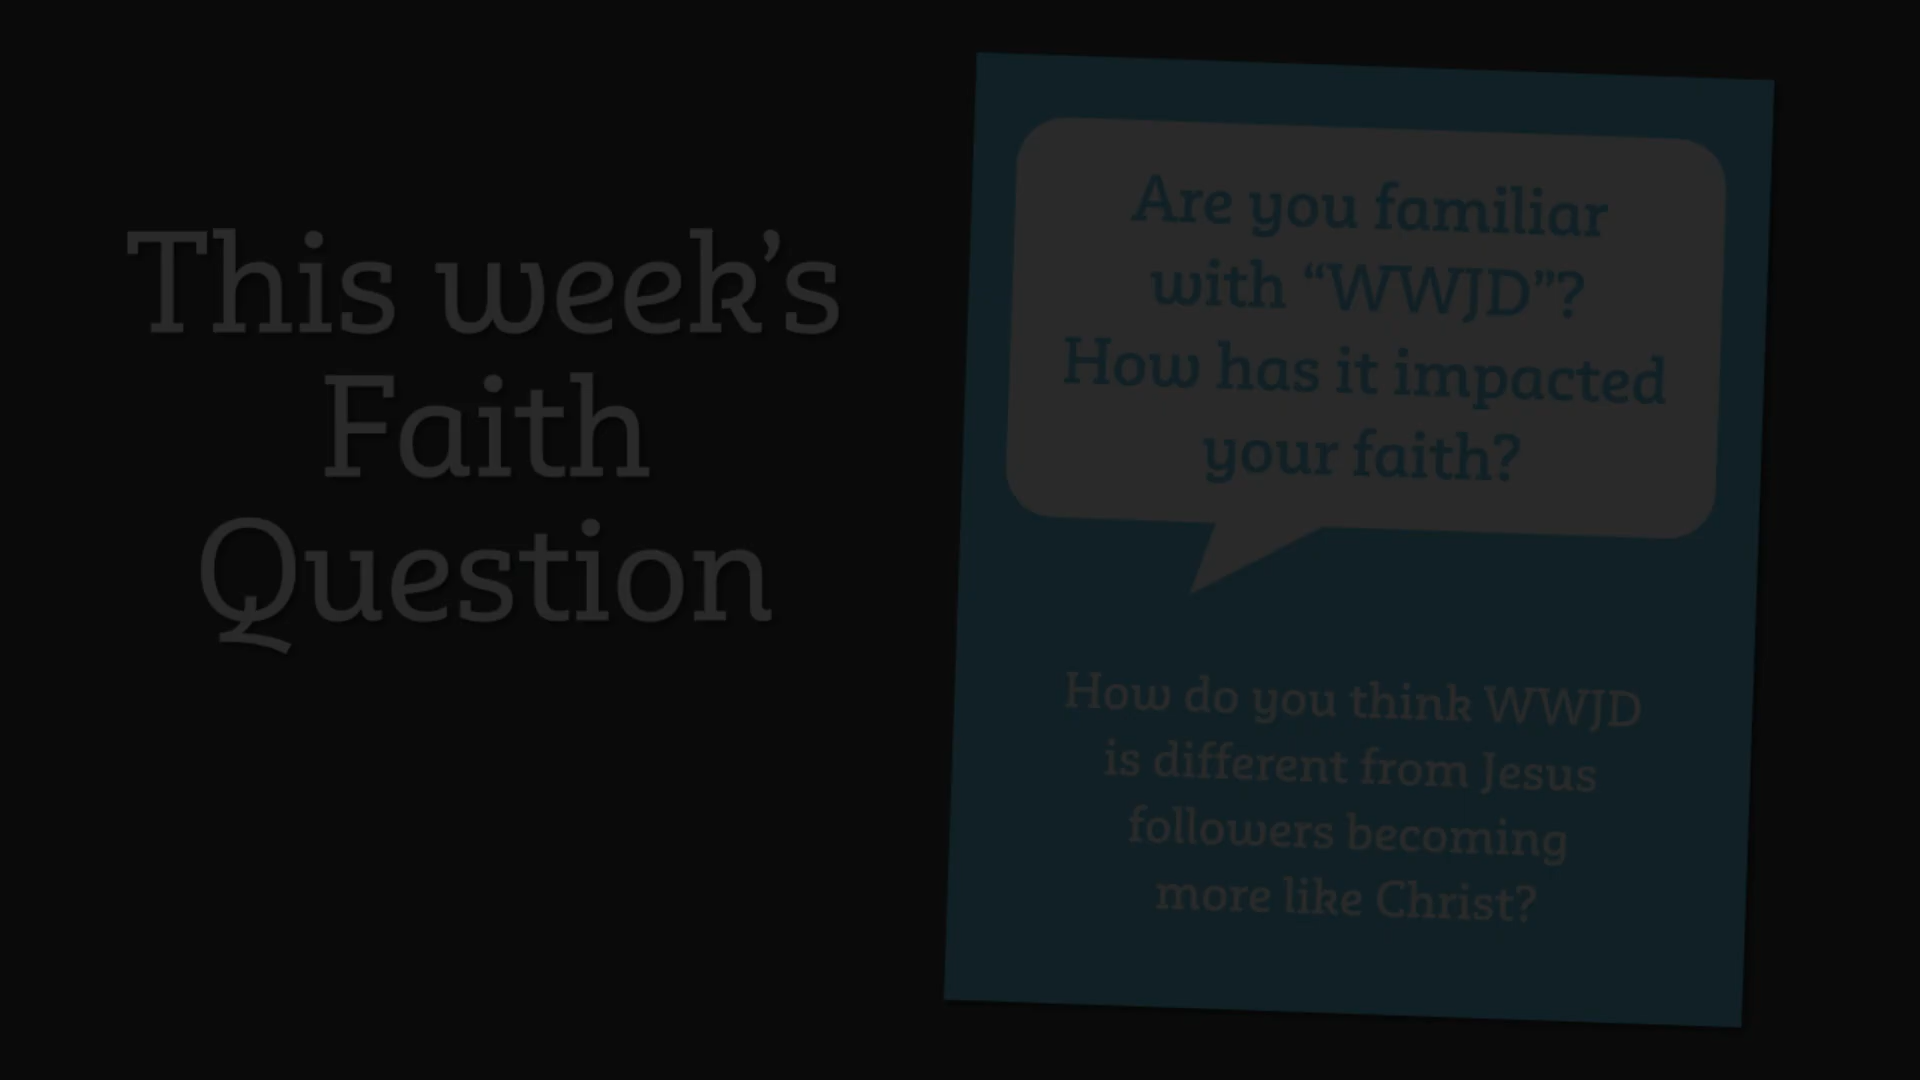 This week’s
Faith
Question
Are you familiar
with “WWJD”?
How has it impacted
your faith?
How do you think WWJD
is different from Jesus
followers becoming
more like Christ?